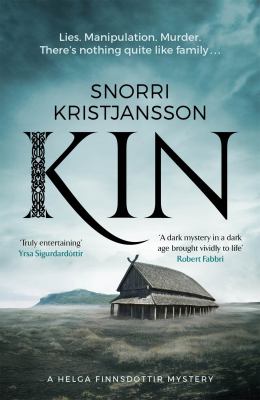 Lies. Manipulation. Murder.
There's nothing quite like family...
SNORRI
KRISTJANSSON
KIN
'Truly entertaining'
Yrsa Sigurdardóttir
'A dark mystery in a dark
age brought vividly to life'
Robert Fabbri
A HELGA FINNSDOTTIR MYSTERY